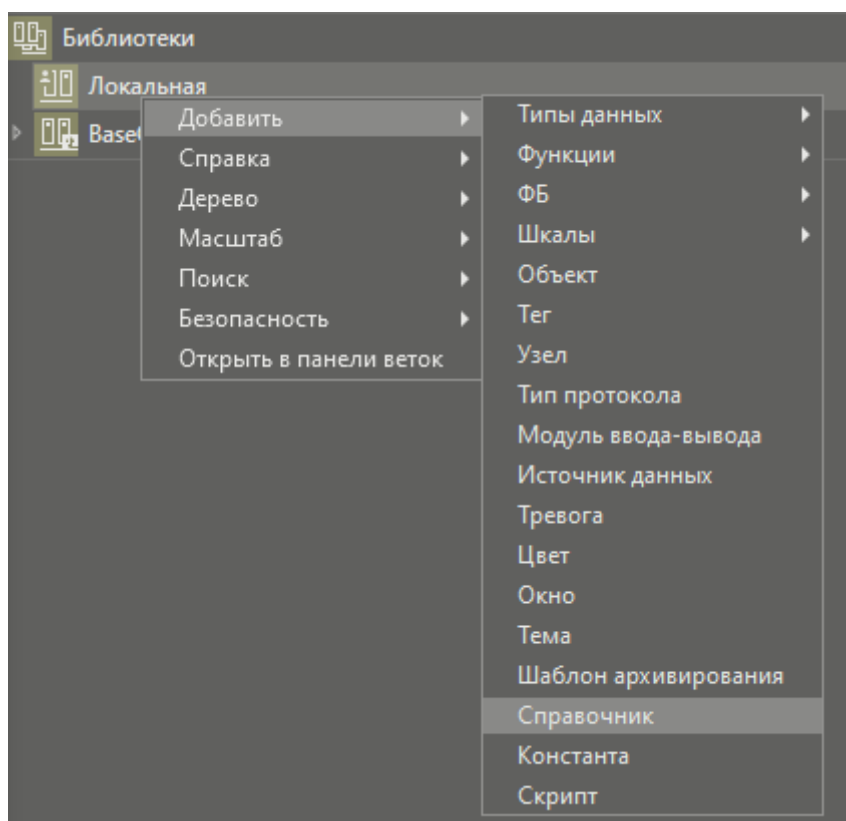 Библиотеки
Локальная
Base
Добавить
Справка
Дерево
Масштаб
Поиск
Безопасность
Открыть в панели веток
Типы данных
Функции
ФБ
Шкалы
Объект
Тег
Узел
Тип протокола
Модуль ввода-вывода
Источник данных
Тревога
Цвет
Окно
Тема
Шаблон архивирования
Справочник
Константа
Скрипт